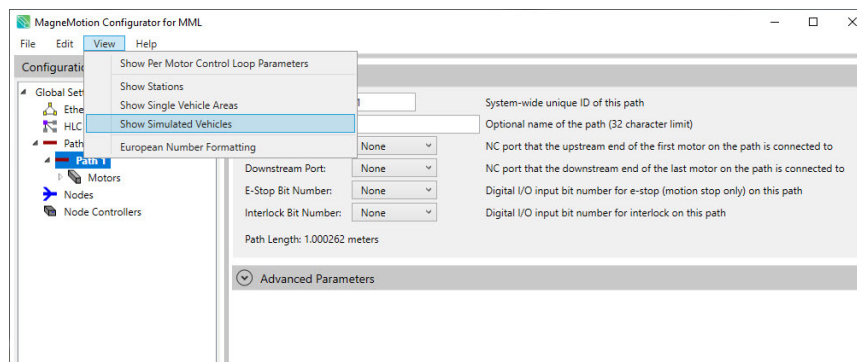 MagneMotion Configurator for MML
File Edit View Help
Configuratio
Show Per Motor Control Loop Parameters
Show Stations
Show Single Vehicle Areas
Show Simulated Vehicles
European Number Formatting
Global Set
Ethe
HLC
Path
Path 1
Motors
Nodes
Node Controllers
System-wide unique ID of this path
Optional name of the path (32 character limit)
None NC port that the upstream end of the first motor on the path is connected to
Downstream Port: None NC port that the downstream end of the last motor on the path is connected to
E-Stop Bit Number: None Digital I/O input bit number for e-stop (motion stop only) on this path
Interlock Bit Number: None Digital I/O input bit number for interlock on this path
Path Length: 1.000262 meters
Advanced Parameters